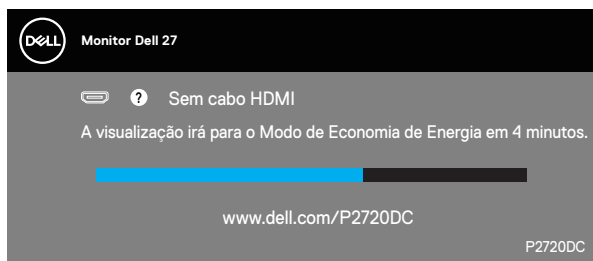 DELL
Monitor Dell 27
? Sem cabo HDMI
A visualização irá para o Modo de Economia de Energia em 4 minutos.
www.dell.com/P2720DC
P2720DC